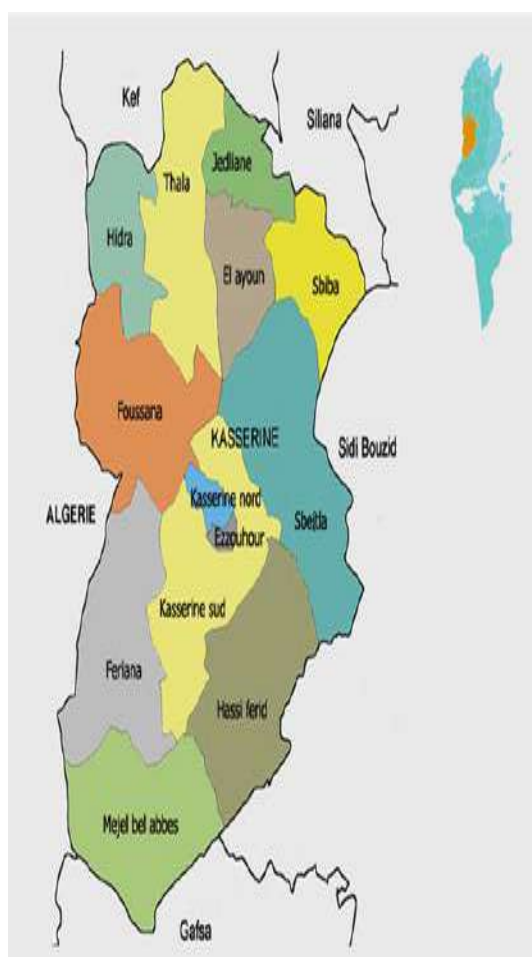 Kef
Siliana
Jedliane
Thala
Hidra
El ayoun
Sbiba
Foussana
KASSERINE
Sidi Bouzid
Kasserine nord
ALGERIE
Sbeitla
Ezzouhour
Kasserine sud
Feriana
Hassi ferid
Mejel bel abbes
Gafsa